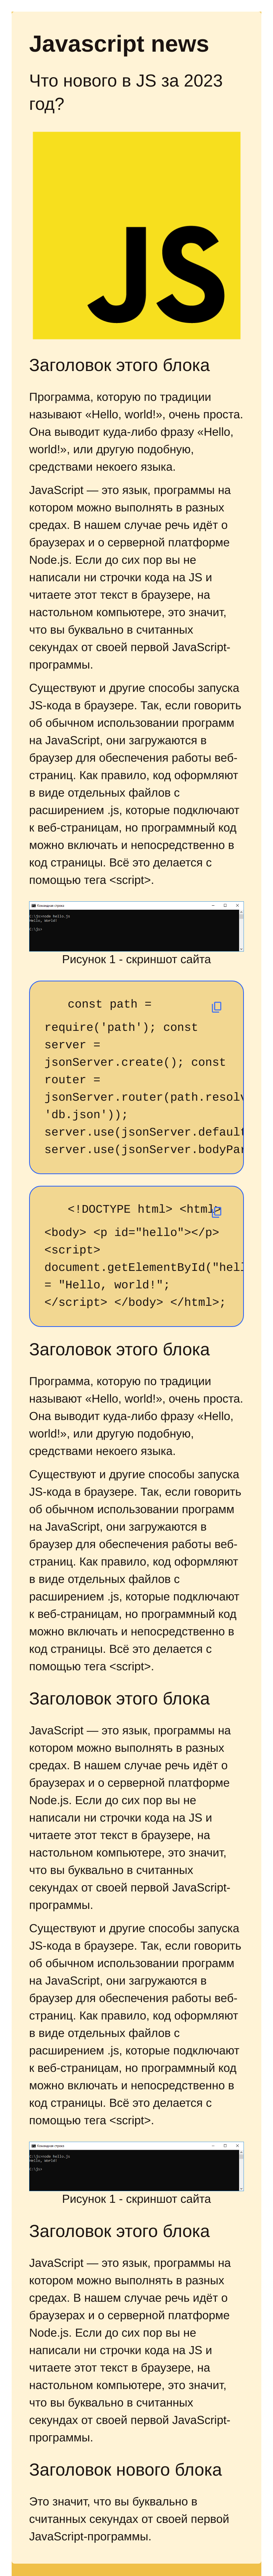 Javascript news
Что нового в JS за 2023
год?
JS
Заголовок этого блока
Программа, которую по традиции
называют «Hello, world!», очень проста.
Она выводит куда-либо фразу «Hello,
world!», или другую подобную,
средствами некоего языка.
JavaScript — это язык, программы на
котором можно выполнять в разных
средах. В нашем случае речь идёт о
браузерах и о серверной платформе
Node.js. Если до сих пор вы не
написали ни строчки кода на JS и
читаете этот текст в браузере, на
настольном компьютере, это значит,
что вы буквально в считанных
секундах от своей первой JavaScript-
программы.
Существуют и другие способы запуска
JS-кода в браузере. Так, если говорить
об обычном использовании программ
на JavaScript, они загружаются в
браузер для обеспечения работы веб-
страниц. Как правило, код оформляют
в виде отдельных файлов с
расширением .js, которые подключают
к веб-страницам, но программный код
можно включать и непосредственно в
код страницы. Всё это делается с
помощью тега <script>.
Командная строка
C:\js>node hello.js
Hello, World!
C:\js>
Рисунок 1 - скриншот сайта
const path =
require('path'); const
server =
jsonServer.create(); const
router =
jsonServer.router(path.resolv
'db.json'));
server.use(jsonServer.default
server.use(jsonServer.bodyPar
<!DOCTYPE html> <html>
<body> <p id="hello"></p>
<script>
document.getElementById("hell
= "Hello, world!";
</script> </body> </html>;
Заголовок этого блока
Программа, которую по традиции
называют «Hello, world!», очень проста.
Она выводит куда-либо фразу «Hello,
world!», или другую подобную,
средствами некоего языка.
Существуют и другие способы запуска
JS-кода в браузере. Так, если говорить
об обычном использовании программ
на JavaScript, они загружаются в
браузер для обеспечения работы веб-
страниц. Как правило, код оформляют
в виде отдельных файлов с
расширением .js, которые подключают
к веб-страницам, но программный код
можно включать и непосредственно в
код страницы. Всё это делается с
помощью тега <script>.
Заголовок этого блока
JavaScript — это язык, программы на
котором можно выполнять в разных
средах. В нашем случае речь идёт о
браузерах и о серверной платформе
Node.js. Если до сих пор вы не
написали ни строчки кода на JS и
читаете этот текст в браузере, на
настольном компьютере, это значит,
что вы буквально в считанных
секундах от своей первой JavaScript-
программы.
Существуют и другие способы запуска
JS-кода в браузере. Так, если говорить
об обычном использовании программ
на JavaScript, они загружаются в
браузер для обеспечения работы веб-
страниц. Как правило, код оформляют
в виде отдельных файлов с
расширением .js, которые подключают
к веб-страницам, но программный код
можно включать и непосредственно в
код страницы. Всё это делается с
помощью тега <script>.
Командная строка
C:\js>node hello.js
Hello, World!
C:\js>
Рисунок 1 - скриншот сайта
Заголовок этого блока
JavaScript — это язык, программы на
котором можно выполнять в разных
средах. В нашем случае речь идёт о
браузерах и о серверной платформе
Node.js. Если до сих пор вы не
написали ни строчки кода на JS и
читаете этот текст в браузере, на
настольном компьютере, это значит,
что вы буквально в считанных
секундах от своей первой JavaScript-
программы.
Заголовок нового блока
Это значит, что вы буквально в
считанных секундах от своей первой
JavaScript-программы.